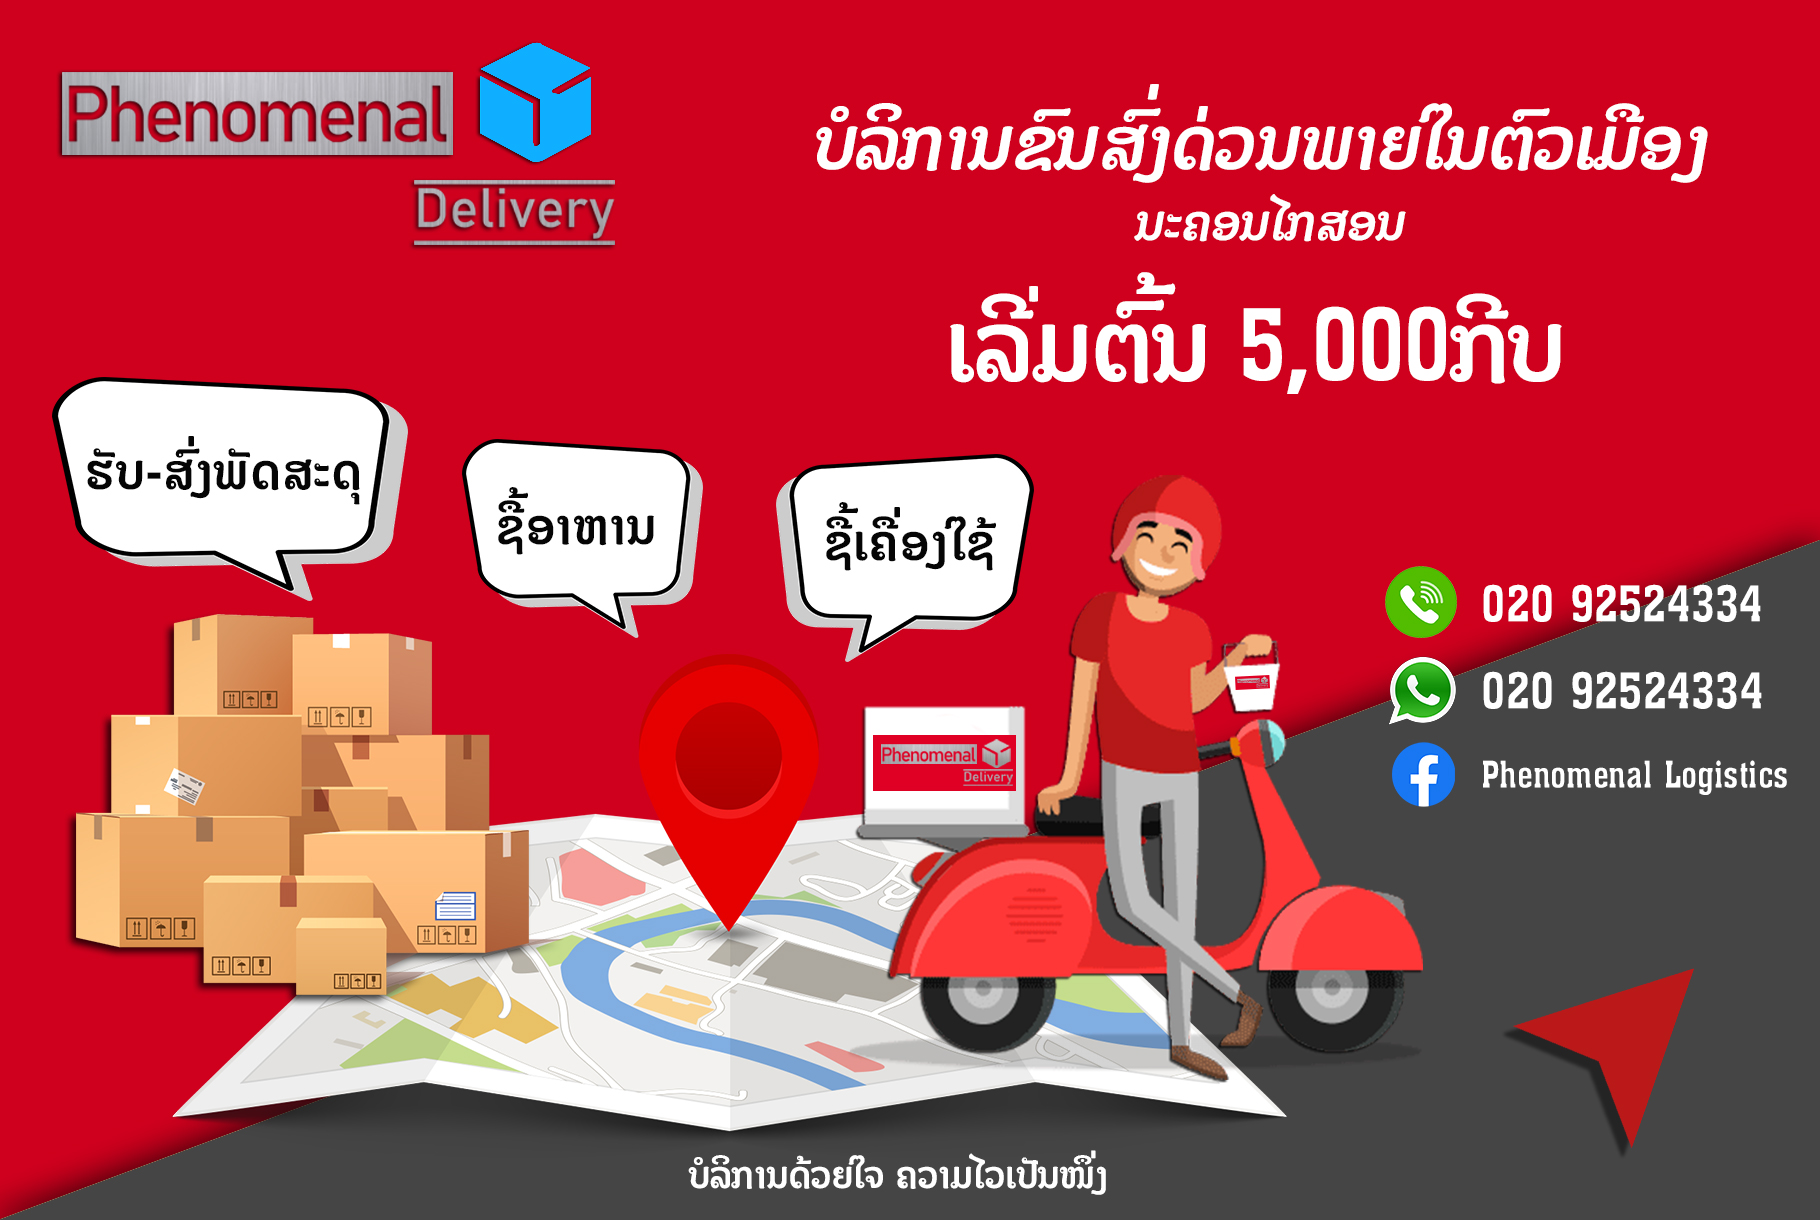 Phenomenal
Delivery
ບໍລິການຂົນສົ່ງດ່ວນພາຍໃນຕົວເມືອງ
ນະຄອນໄກສອນ
ເລີ່ມຕົ້ນ 5,000ກີບ
ຮັບ-ສົ່ງພັດສະດຸ
ຊື້ອາຫານ
ຊື້ເຄື່ອງໃຊ້
020 92524334
020 92524334
Phenomenal Logistics
Phenomenal
Delivery
ບໍລິການດ້ວຍໃຈ ຄວາມໄວເປັນໜຶ່ງ